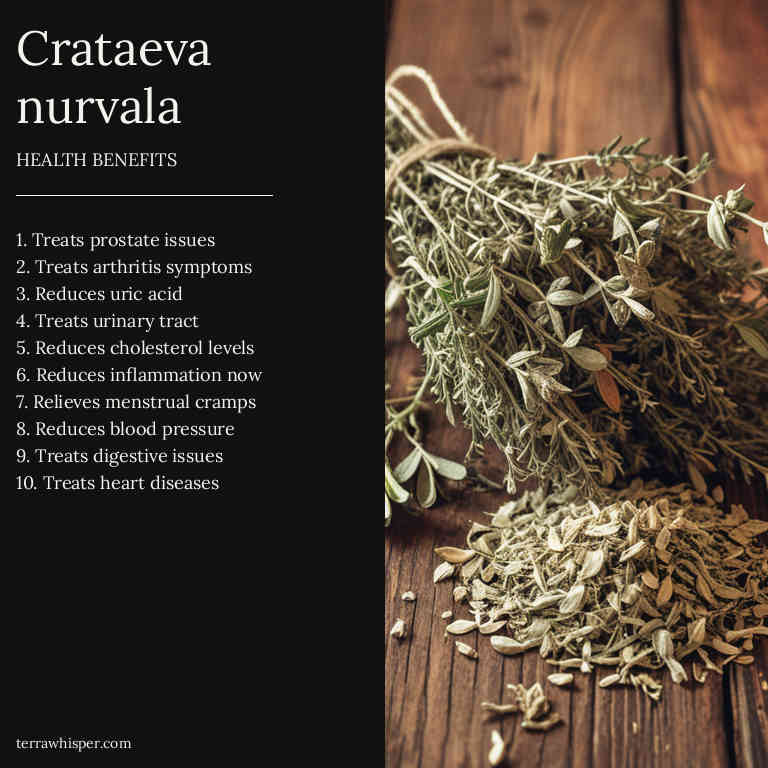 Crataeva
nurvala
HEALTH BENEFITS
1. Treats prostate issues
2. Treats arthritis symptoms
3. Reduces uric acid
4. Treats urinary tract
5. Reduces cholesterol levels
6. Reduces inflammation now
7. Relieves menstrual cramps
8. Reduces blood pressure
9. Treats digestive issues
10. Treats heart diseases
terrawhisper.com